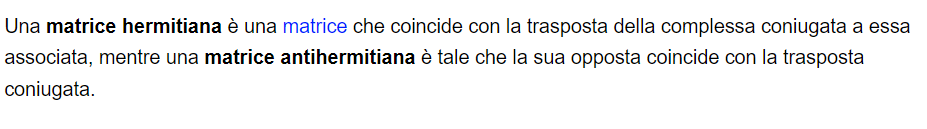 Una matrice hermitiana è una matrice che coincide con la trasposta della complessa coniugata a essa
associata, mentre una matrice antihermitiana è tale che la sua opposta coincide con la trasposta
coniugata.